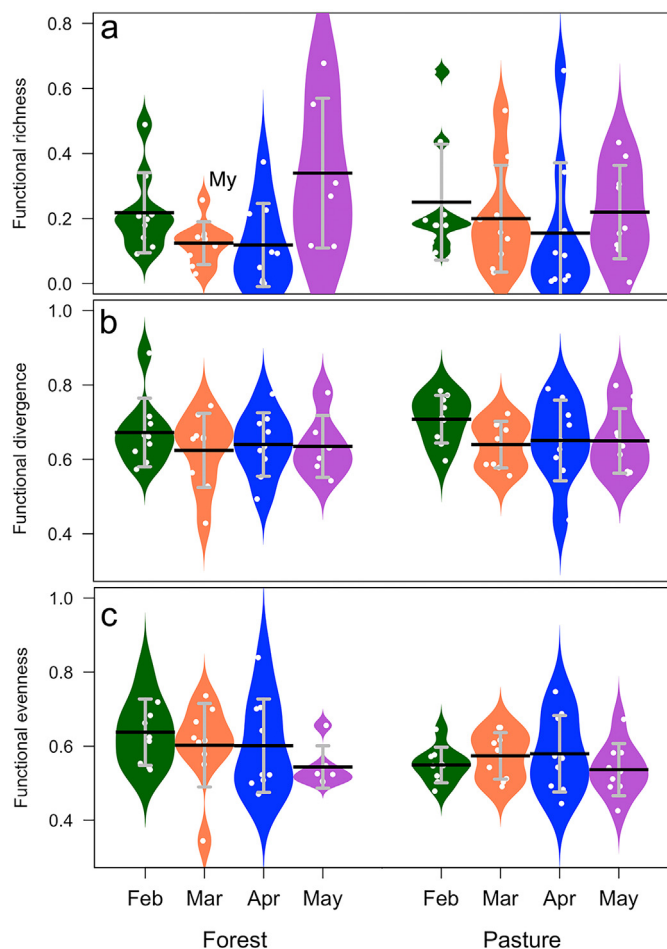 a
Functional richness
0.8
0.6
0.4
0.2
0.0
My
b
Functional divergence
1.0
0.8
0.6
0.4
c
Functional evenness
1.0
0.8
0.6
0.4
Feb Mar Apr May Feb Mar Apr May
Forest Pasture